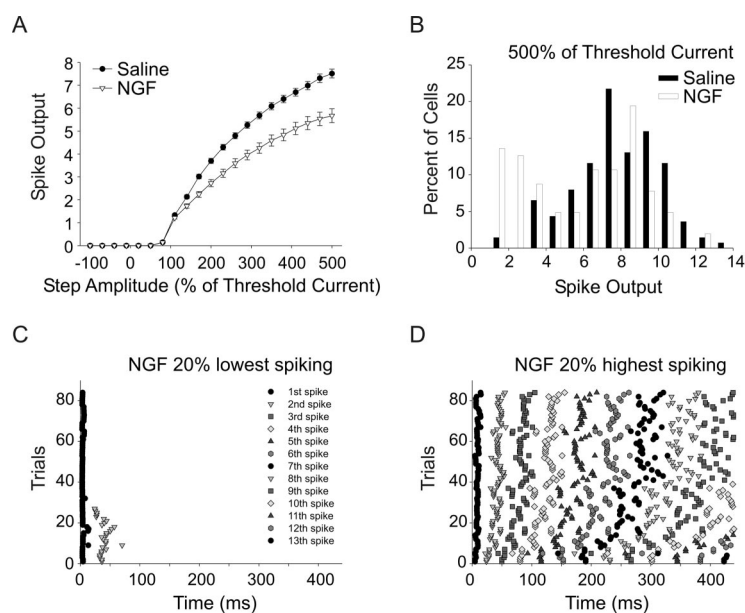 A
Saline
NGF
Spike Output
8
7
6
5
4
3
2
1
0
-100 0 100 200 300 400 500
Step Amplitude (% of Threshold Current)
B
500% of Threshold Current
Saline
NGF
Percent of Cells
25
20
15
10
5
0
0 2 4 6 8 10 12 14
Spike Output
C
NGF 20% lowest spiking
1st spike
2nd spike
3rd spike
4th spike
5th spike
6th spike
7th spike
8th spike
9th spike
10th spike
11th spike
12th spike
13th spike
Trials
80
60
40
20
0
0 100 200 300 400
Time (ms)
D
NGF 20% highest spiking
Trials
80
60
40
20
0
0 100 200 300 400
Time (ms)